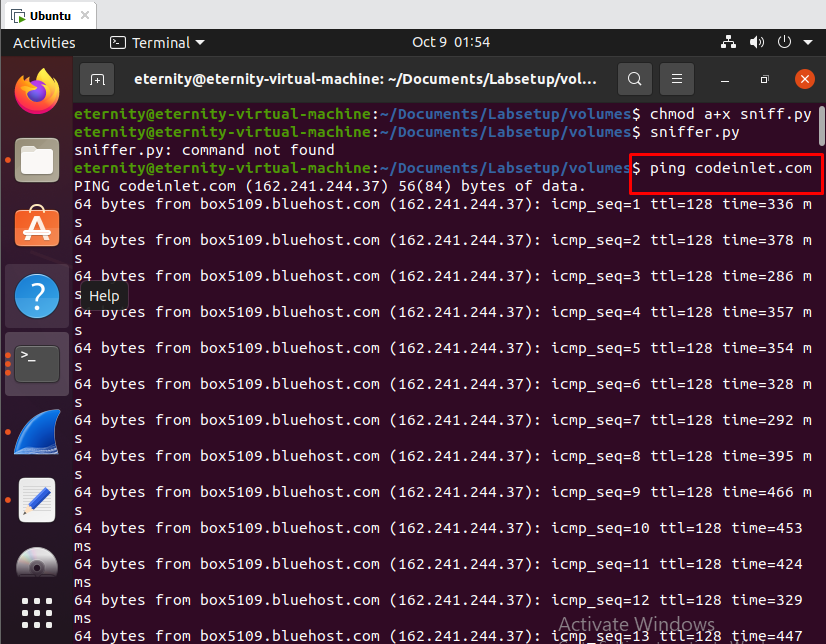 Ubuntu
Activities
Terminal
Oct 9 01:54
eternity@eternity-virtual-machine: ~/Documents/Labsetup/vol...
eternity@eternity-virtual-machine:~/Documents/Labsetup/volumes$ chmod a+x sniff.py
eternity@eternity-virtual-machine:~/Documents/Labsetup/volumes$ sniffer.py
sniffer.py: command not found
eternity@eternity-virtual-machine:~/Documents/Labsetup/volumes$ ping codeinlet.com
PING codeinlet.com (162.241.244.37) 56(84) bytes of data.
64 bytes from box5109.bluehost.com (162.241.244.37): icmp_seq=1 ttl=128 time=336 m
s
64 bytes from box5109.bluehost.com (162.241.244.37): icmp_seq=2 ttl=128 time=378 m
s
64 bytes from box5109.bluehost.com (162.241.244.37): icmp_seq=3 ttl=128 time=286 m
s
Help
64 bytes from box5109.bluehost.com (162.241.244.37): icmp_seq=4 ttl=128 time=357 m
s
64 bytes from box5109.bluehost.com (162.241.244.37): icmp_seq=5 ttl=128 time=354 m
s
64 bytes from box5109.bluehost.com (162.241.244.37): icmp_seq=6 ttl=128 time=328 m
s
64 bytes from box5109.bluehost.com (162.241.244.37): icmp_seq=7 ttl=128 time=292 m
s
64 bytes from box5109.bluehost.com (162.241.244.37): icmp_seq=8 ttl=128 time=395 m
s
64 bytes from box5109.bluehost.com (162.241.244.37): icmp_seq=9 ttl=128 time=466 m
s
64 bytes from box5109.bluehost.com (162.241.244.37): icmp_seq=10 ttl=128 time=453
ms
64 bytes from box5109.bluehost.com (162.241.244.37): icmp_seq=11 ttl=128 time=424
ms
64 bytes from box5109.bluehost.com (162.241.244.37): icmp_seq=12 ttl=128 time=329
ms
Activate Windows
64 bytes from box5109.bluehost.com (162.241.244.37): icmp_seq=13 ttl=128 time=447